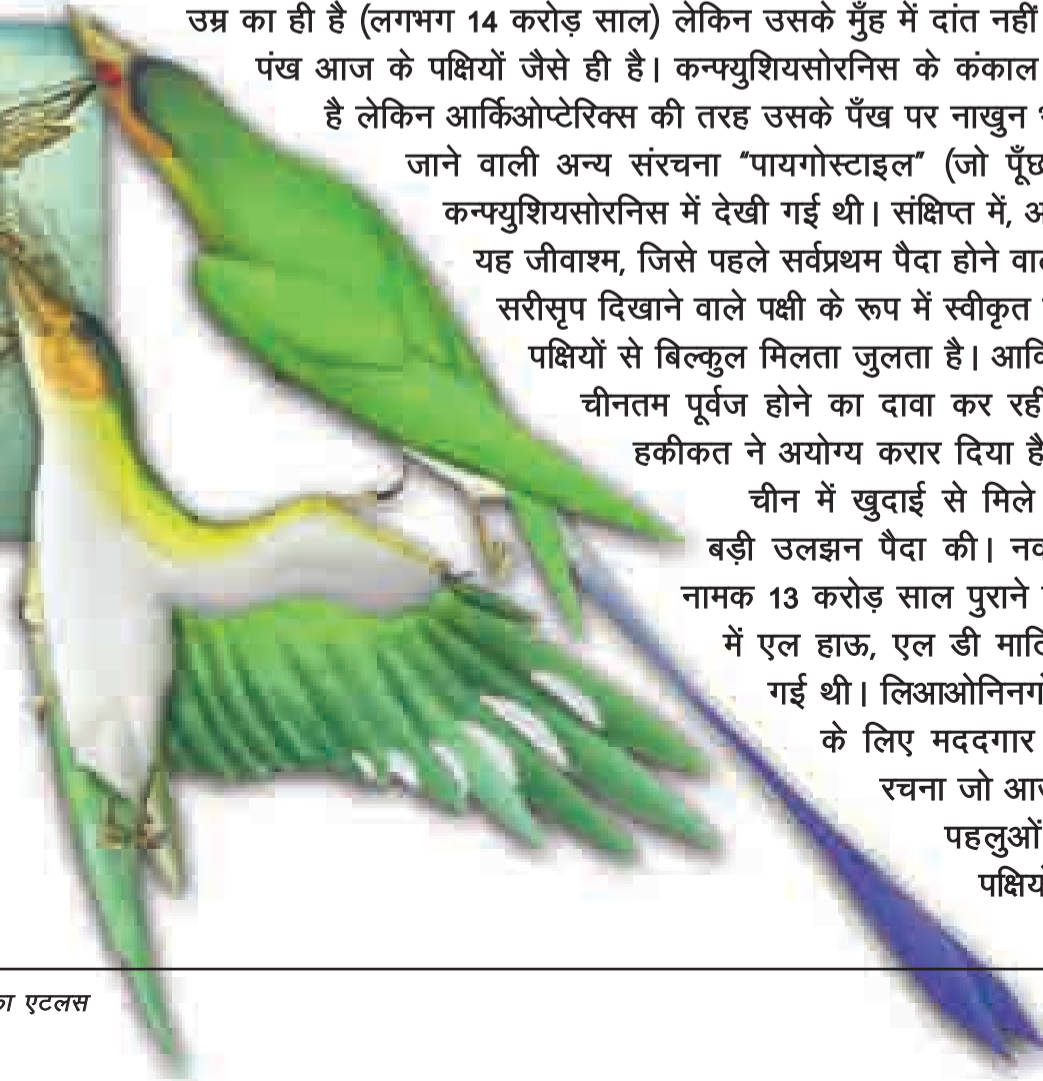 उम्र का ही है (लगभग 14 करोड़ साल) लेकिन उसके मुँह में दांत नहीं
पंख आज के पक्षियों जैसे ही है। कन्फ्युशियसोरनिस के कंकाल
है लेकिन आर्किओप्टेरिक्स की तरह उसके पँख पर नाखुन
जाने वाली अन्य संरचना “पायगोस्टाइल” (जो पूँछ
कन्फ्युशियसोरनिस में देखी गई थी। संक्षिप्त में,
यह जीवाश्म, जिसे पहले सर्वप्रथम पैदा होने
सरीसृप दिखाने वाले पक्षी के रूप में स्वीकृत
पक्षियों से बिल्कुल मिलता जुलता है।
चीनतम पूर्वज होने का दावा कर
हकीकत ने अयोग्य करार दिया है
चीन में खुदाई से मिले
बड़ी उलझन पैदा की।
नामक 13 करोड़ साल पुराने
में एल हाऊ, एल डी
गई थी।
के लिए मददगार
रचना जो
पहलुओं
एटलस